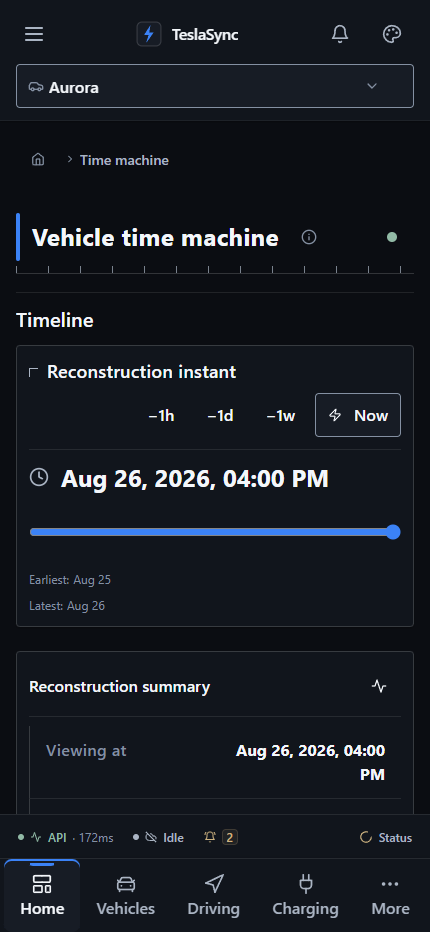 TeslaSync
Aurora
Time machine
Vehicle time machine
Timeline
Reconstruction instant
−1h −1d −1w Now
Aug 26, 2026, 04:00 PM
Earliest: Aug 25
Latest: Aug 26
Reconstruction summary
Viewing at Aug 26, 2026, 04:00
PM
API · 172ms Idle 2 Status
Home Vehicles Driving Charging More